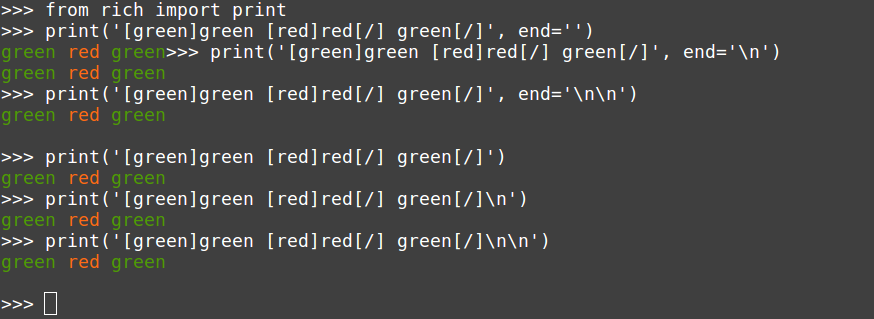 >>> from rich import print
>>> print('[green]green [red]red[/] green[/]', end='')
green red green>>> print('[green]green [red]red[/] green[/]', end='\n')
green red green
>>> print('[green]green [red]red[/] green[/]', end='\n\n')
green red green
>>> print('[green]green [red]red[/] green[/]')
green red green
>>> print('[green]green [red]red[/] green[/]\n')
green red green
>>> print('[green]green [red]red[/] green[/]\n\n')
green red green
>>>